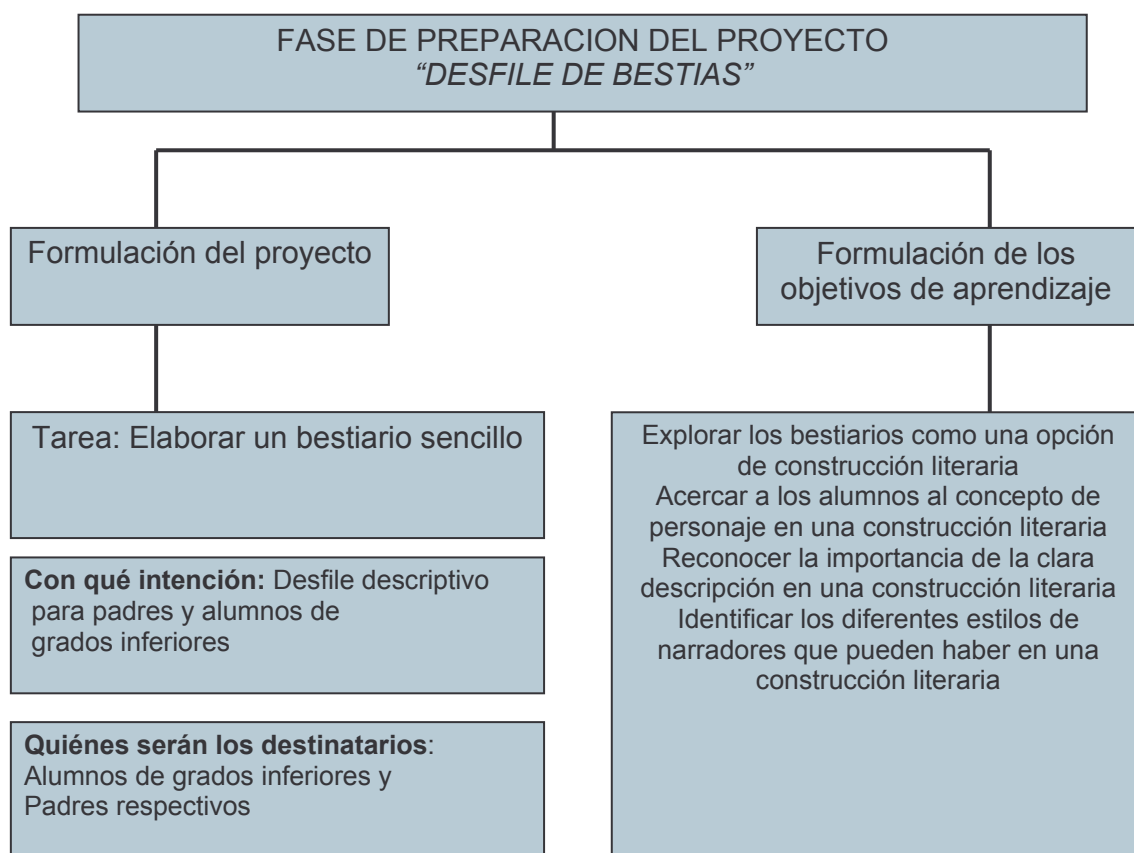 FASE DE PREPARACION DEL PROYECTO
“DESFILE DE BESTIAS”
Formulación del proyecto
Formulación de los
objetivos de aprendizaje
Tarea: Elaborar un bestiario sencillo
Con qué intención: Desfile descriptivo
para padres y alumnos de
grados inferiores
Quiénes serán los destinatarios:
Alumnos de grados inferiores y
Padres respectivos
Explorar los bestiarios como una opción
de construcción literaria
Acercar a los alumnos al concepto de
personaje en una construcción literaria
Reconocer la importancia de la clara
descripción en una construcción literaria
Identificar los diferentes estilos de
narradores que pueden haber en una
construcción literaria